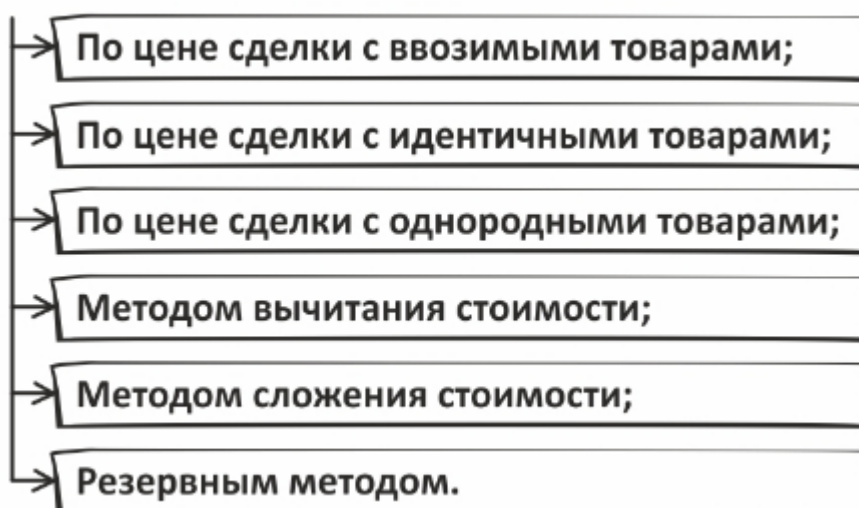 По цене сделки с ввозимыми товарами;
По цене сделки с идентичными товарами;
По цене сделки с однородными товарами;
Методом вычитания стоимости;
Методом сложения стоимости;
Резервным методом.